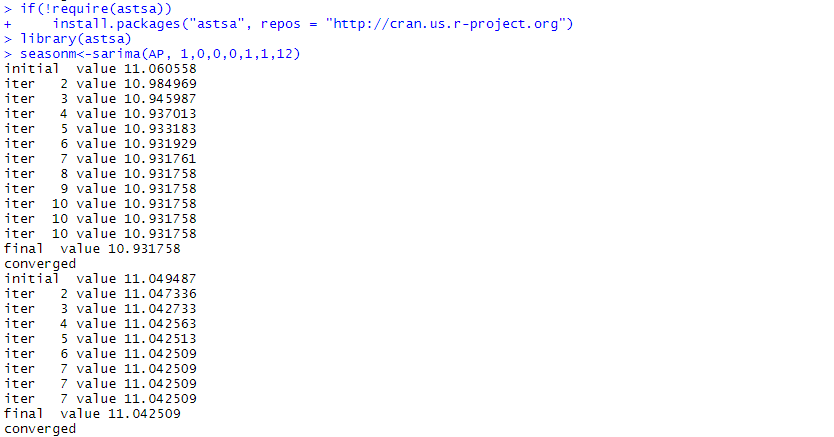 > if(!require(astsa))
+     install.packages("astsa", repos = "http://cran.us.r-project.org")
> library(astsa)
> seasonm<-sarima(AP, 1,0,0,0,1,1,12)
initial  value 11.060558
iter   2 value 10.984969
iter   3 value 10.945987
iter   4 value 10.937013
iter   5 value 10.933183
iter   6 value 10.931929
iter   7 value 10.931761
iter   8 value 10.931758
iter   9 value 10.931758
iter  10 value 10.931758
iter  10 value 10.931758
iter  10 value 10.931758
final  value 10.931758
converged
initial  value 11.049487
iter   2 value 11.047336
iter   3 value 11.042733
iter   4 value 11.042563
iter   5 value 11.042513
iter   6 value 11.042509
iter   7 value 11.042509
iter   7 value 11.042509
iter   7 value 11.042509
final  value 11.042509
converged